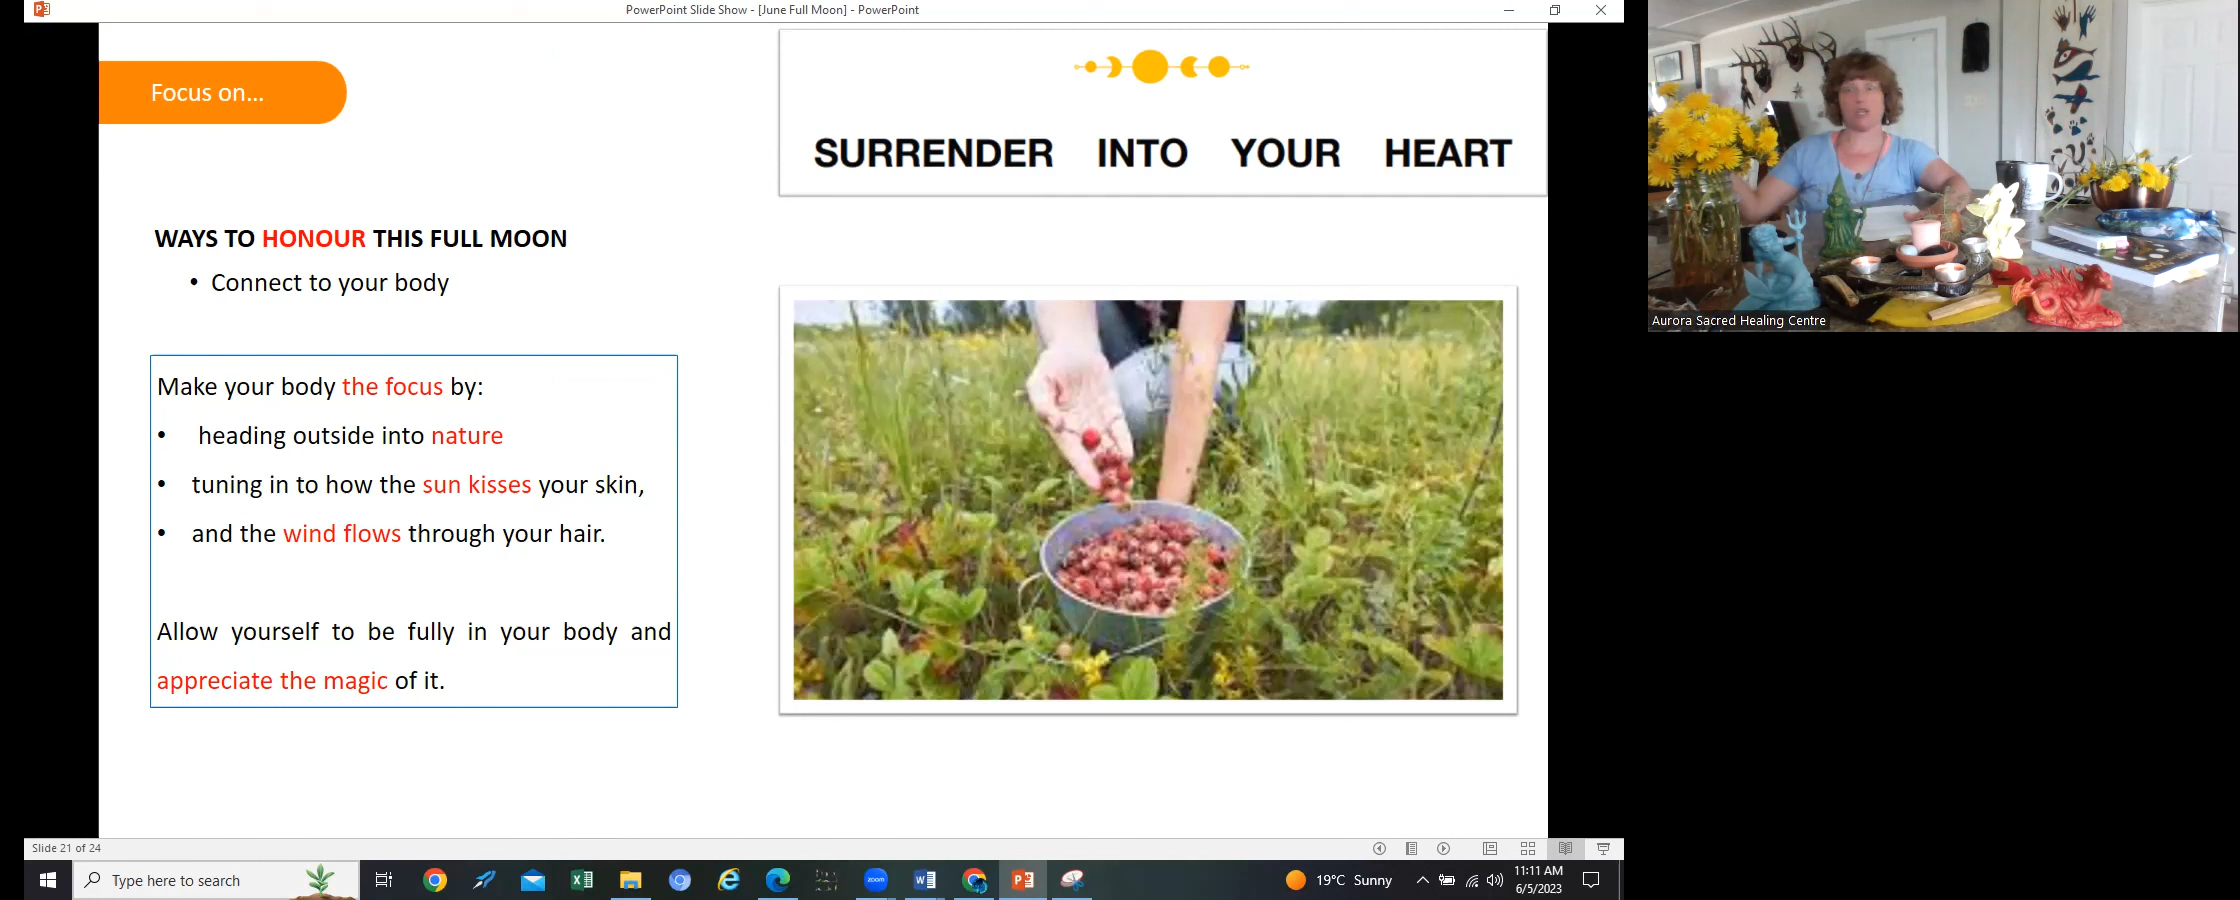 PowerPoint Slide Show - [June Full Moon] - PowerPoint
Focus on...
SURRENDER INTO YOUR HEART
WAYS TO HONOUR THIS FULL MOON
• Connect to your body
Make your body the focus by:
• heading outside into nature
• tuning in to how the sun kisses your skin,
• and the wind flows through your hair.
Allow yourself to be fully in your body and
appreciate the magic of it.
Aurora Sacred Healing Centre
Slide 21 of 24
Type here to search
zoom
19°C Sunny
11:11 AM
6/5/2023